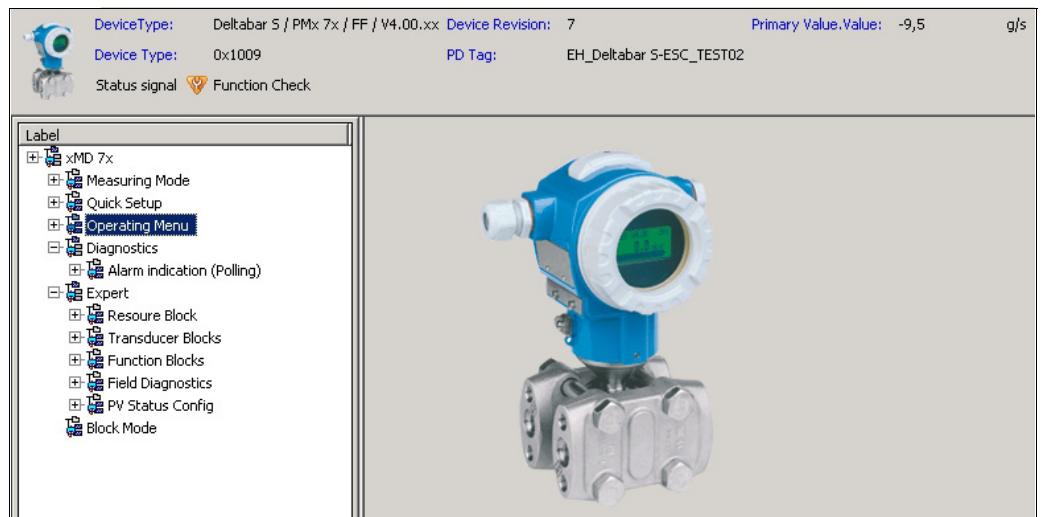 DeviceType: Deltabar S / PMx 7x / FF / V4.00.xx Device Revision: 7 Primary Value.Value: -9,5 g/s
Device Type: 0x1009 PD Tag: EH_Deltabar S-ESC_TEST02
Status signal Function Check
Label
xMD 7x
Measuring Mode
Quick Setup
Operating Menu
Diagnostics
Alarm indication (Polling)
Expert
Resoure Block
Transducer Blocks
Function Blocks
Field Diagnostics
PV Status Config
Block Mode